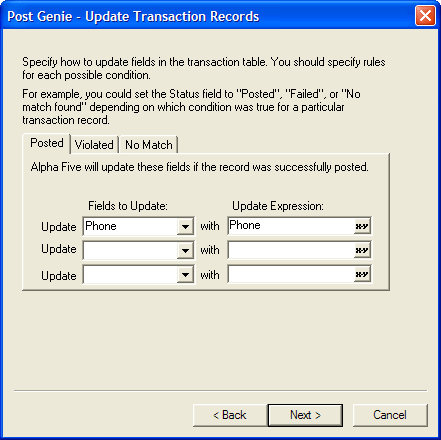 Post Genie - Update Transaction Records
Specify how to update fields in the transaction table. You should specify rules
for each possible condition.
For example, you could set the Status field to "Posted", "Failed", or "No
match found" depending on which condition was true for a particular
transaction record.
Posted Violated No Match
Alpha Five will update these fields if the record was successfully posted.
Fields to Update: Update Expression:
Update Phone with Phone
Update with
Update with
< Back Next > Cancel